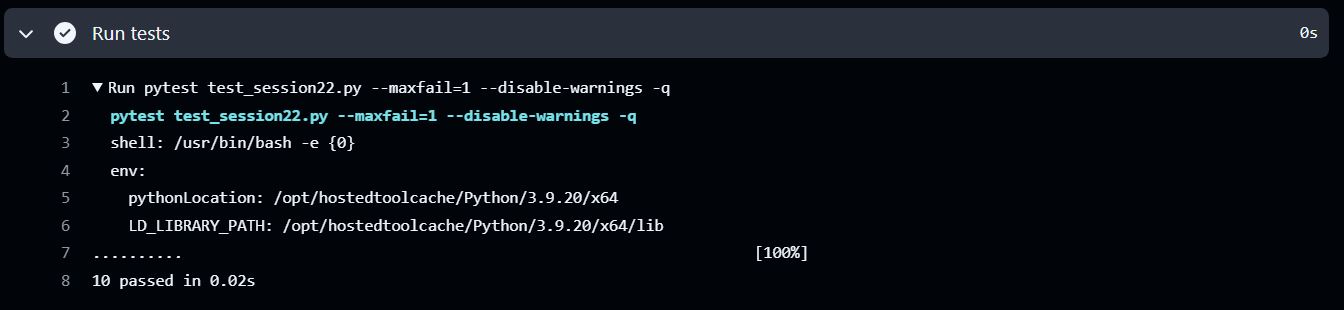 Run tests 0s
1 ▼ Run pytest test_session22.py --maxfail=1 --disable-warnings -q
2 pytest test_session22.py --maxfail=1 --disable-warnings -q
3 shell: /usr/bin/bash -e {0}
4 env:
5 pythonLocation: /opt/hostedtoolcache/Python/3.9.20/x64
6 LD_LIBRARY_PATH: /opt/hostedtoolcache/Python/3.9.20/x64/lib
7 .......... [100%]
8 10 passed in 0.02s